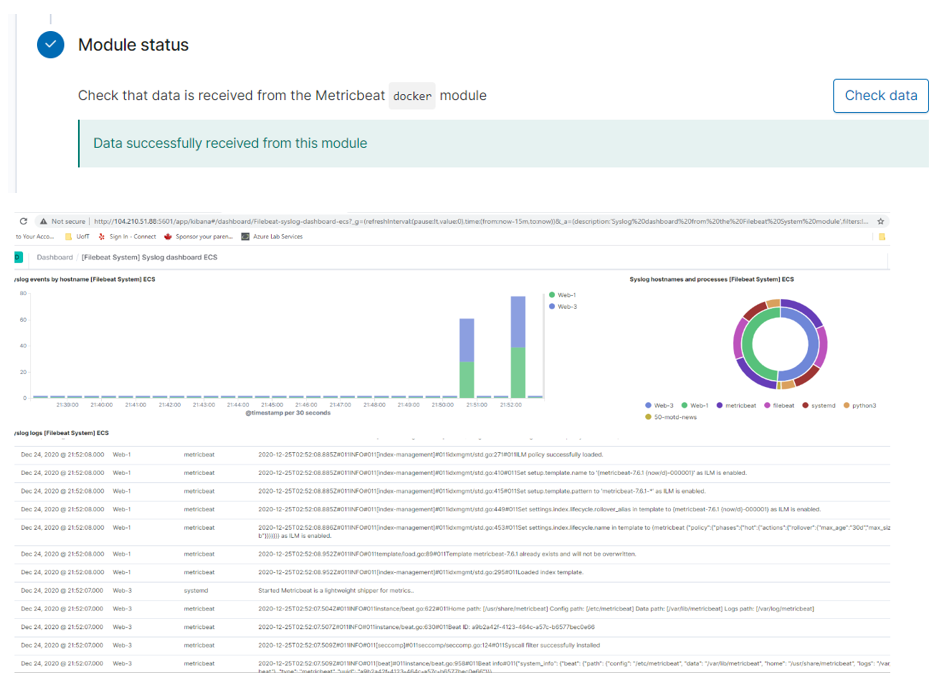 Module status
Check that data is received from the Metricbeat docker module
Check data
Data successfully received from this module
Not secure | http://104.210.51.88:5601/app/kibana#/dashboard/Filebeat-syslog-dashboard-ecs?_g=(refreshInterval:(pause:!t,value:0),time:(from:now-15m,to:now))&_a=(description:'Syslog%20dashboard%20from%20the%20Filebeat%20System%20module',filters:!...
to Your Acco... UofT Sign In - Connect Sponsor your paren... Azure Lab Services
D Dashboard / [Filebeat System] Syslog dashboard ECS
yslog events by hostname [Filebeat System] ECS
Syslog hostnames and processes [Filebeat System] ECS
80
60
40
20
0
Web-1
Web-3
21:39:00 21:40:00 21:41:00 21:42:00 21:43:00 21:44:00 21:45:00 21:46:00 21:47:00 21:48:00 21:49:00 21:50:00 21:51:00 21:52:00
@timestamp per 30 seconds
Web-3 Web-1 metricbeat filebeat systemd python3
50-motd-news
yslog logs [Filebeat System] ECS
Dec 24, 2020 @ 21:52:08.000 Web-1 metricbeat 2020-12-25T02:52:08.885Z#011INFO#011[index-management]#011idxmgmt/std.go:271#011ILM policy successfully loaded.
Dec 24, 2020 @ 21:52:08.000 Web-1 metricbeat 2020-12-25T02:52:08.885Z#011INFO#011[index-management]#011idxmgmt/std.go:410#011Set setup.template.name to '{metricbeat-7.6.1 {now/d}-000001}' as ILM is enabled.
Dec 24, 2020 @ 21:52:08.000 Web-1 metricbeat 2020-12-25T02:52:08.885Z#011INFO#011[index-management]#011idxmgmt/std.go:415#011Set setup.template.pattern to 'metricbeat-7.6.1-*' as ILM is enabled.
Dec 24, 2020 @ 21:52:08.000 Web-1 metricbeat 2020-12-25T02:52:08.886Z#011INFO#011[index-management]#011idxmgmt/std.go:449#011Set settings.index.lifecycle.rollover_alias in template to {metricbeat-7.6.1 {now/d}-000001} as ILM is enabled.
Dec 24, 2020 @ 21:52:08.000 Web-1 metricbeat 2020-12-25T02:52:08.886Z#011INFO#011[index-management]#011idxmgmt/std.go:453#011Set settings.index.lifecycle.name in template to {metricbeat {"policy":{"phases":{"hot":{"actions":{"rollover":{"max_age":"30d","max_siz
b"}}}}}}} as ILM is enabled.
Dec 24, 2020 @ 21:52:08.000 Web-1 metricbeat 2020-12-25T02:52:08.952Z#011INFO#011template/load.go:89#011Template metricbeat-7.6.1 already exists and will not be overwritten.
Dec 24, 2020 @ 21:52:08.000 Web-1 metricbeat 2020-12-25T02:52:08.952Z#011INFO#011[index-management]#011idxmgmt/std.go:295#011Loaded index template.
Dec 24, 2020 @ 21:52:07.000 Web-3 systemd Started Metricbeat is a lightweight shipper for metrics..
Dec 24, 2020 @ 21:52:07.000 Web-3 metricbeat 2020-12-25T02:52:07.504Z#011INFO#011instance/beat.go:622#011Home path: [/usr/share/metricbeat] Config path: [/etc/metricbeat] Data path: [/var/lib/metricbeat] Logs path: [/var/log/metricbeat]
Dec 24, 2020 @ 21:52:07.000 Web-3 metricbeat 2020-12-25T02:52:07.507Z#011INFO#011instance/beat.go:630#011Beat ID: a9b2a42f-4123-464c-a57c-b6577bec0e66
Dec 24, 2020 @ 21:52:07.000 Web-3 metricbeat 2020-12-25T02:52:07.509Z#011INFO#011[seccomp]#011seccomp/seccomp.go:124#011Syscall filter successfully installed
Dec 24, 2020 @ 21:52:07.000 Web-3 metricbeat 2020-12-25T02:52:07.509Z#011INFO#011[beat]#011instance/beat.go:958#011Beat info#011{"system_info": {"beat": {"path": {"config": "/etc/metricbeat", "data": "/var/lib/metricbeat", "home": "/usr/share/metricbeat", "logs": "/var
beat"}, "type": "metricbeat", "uuid": "a9b2a42f-4123-464c-a57c-b6577bec0e66"}}}